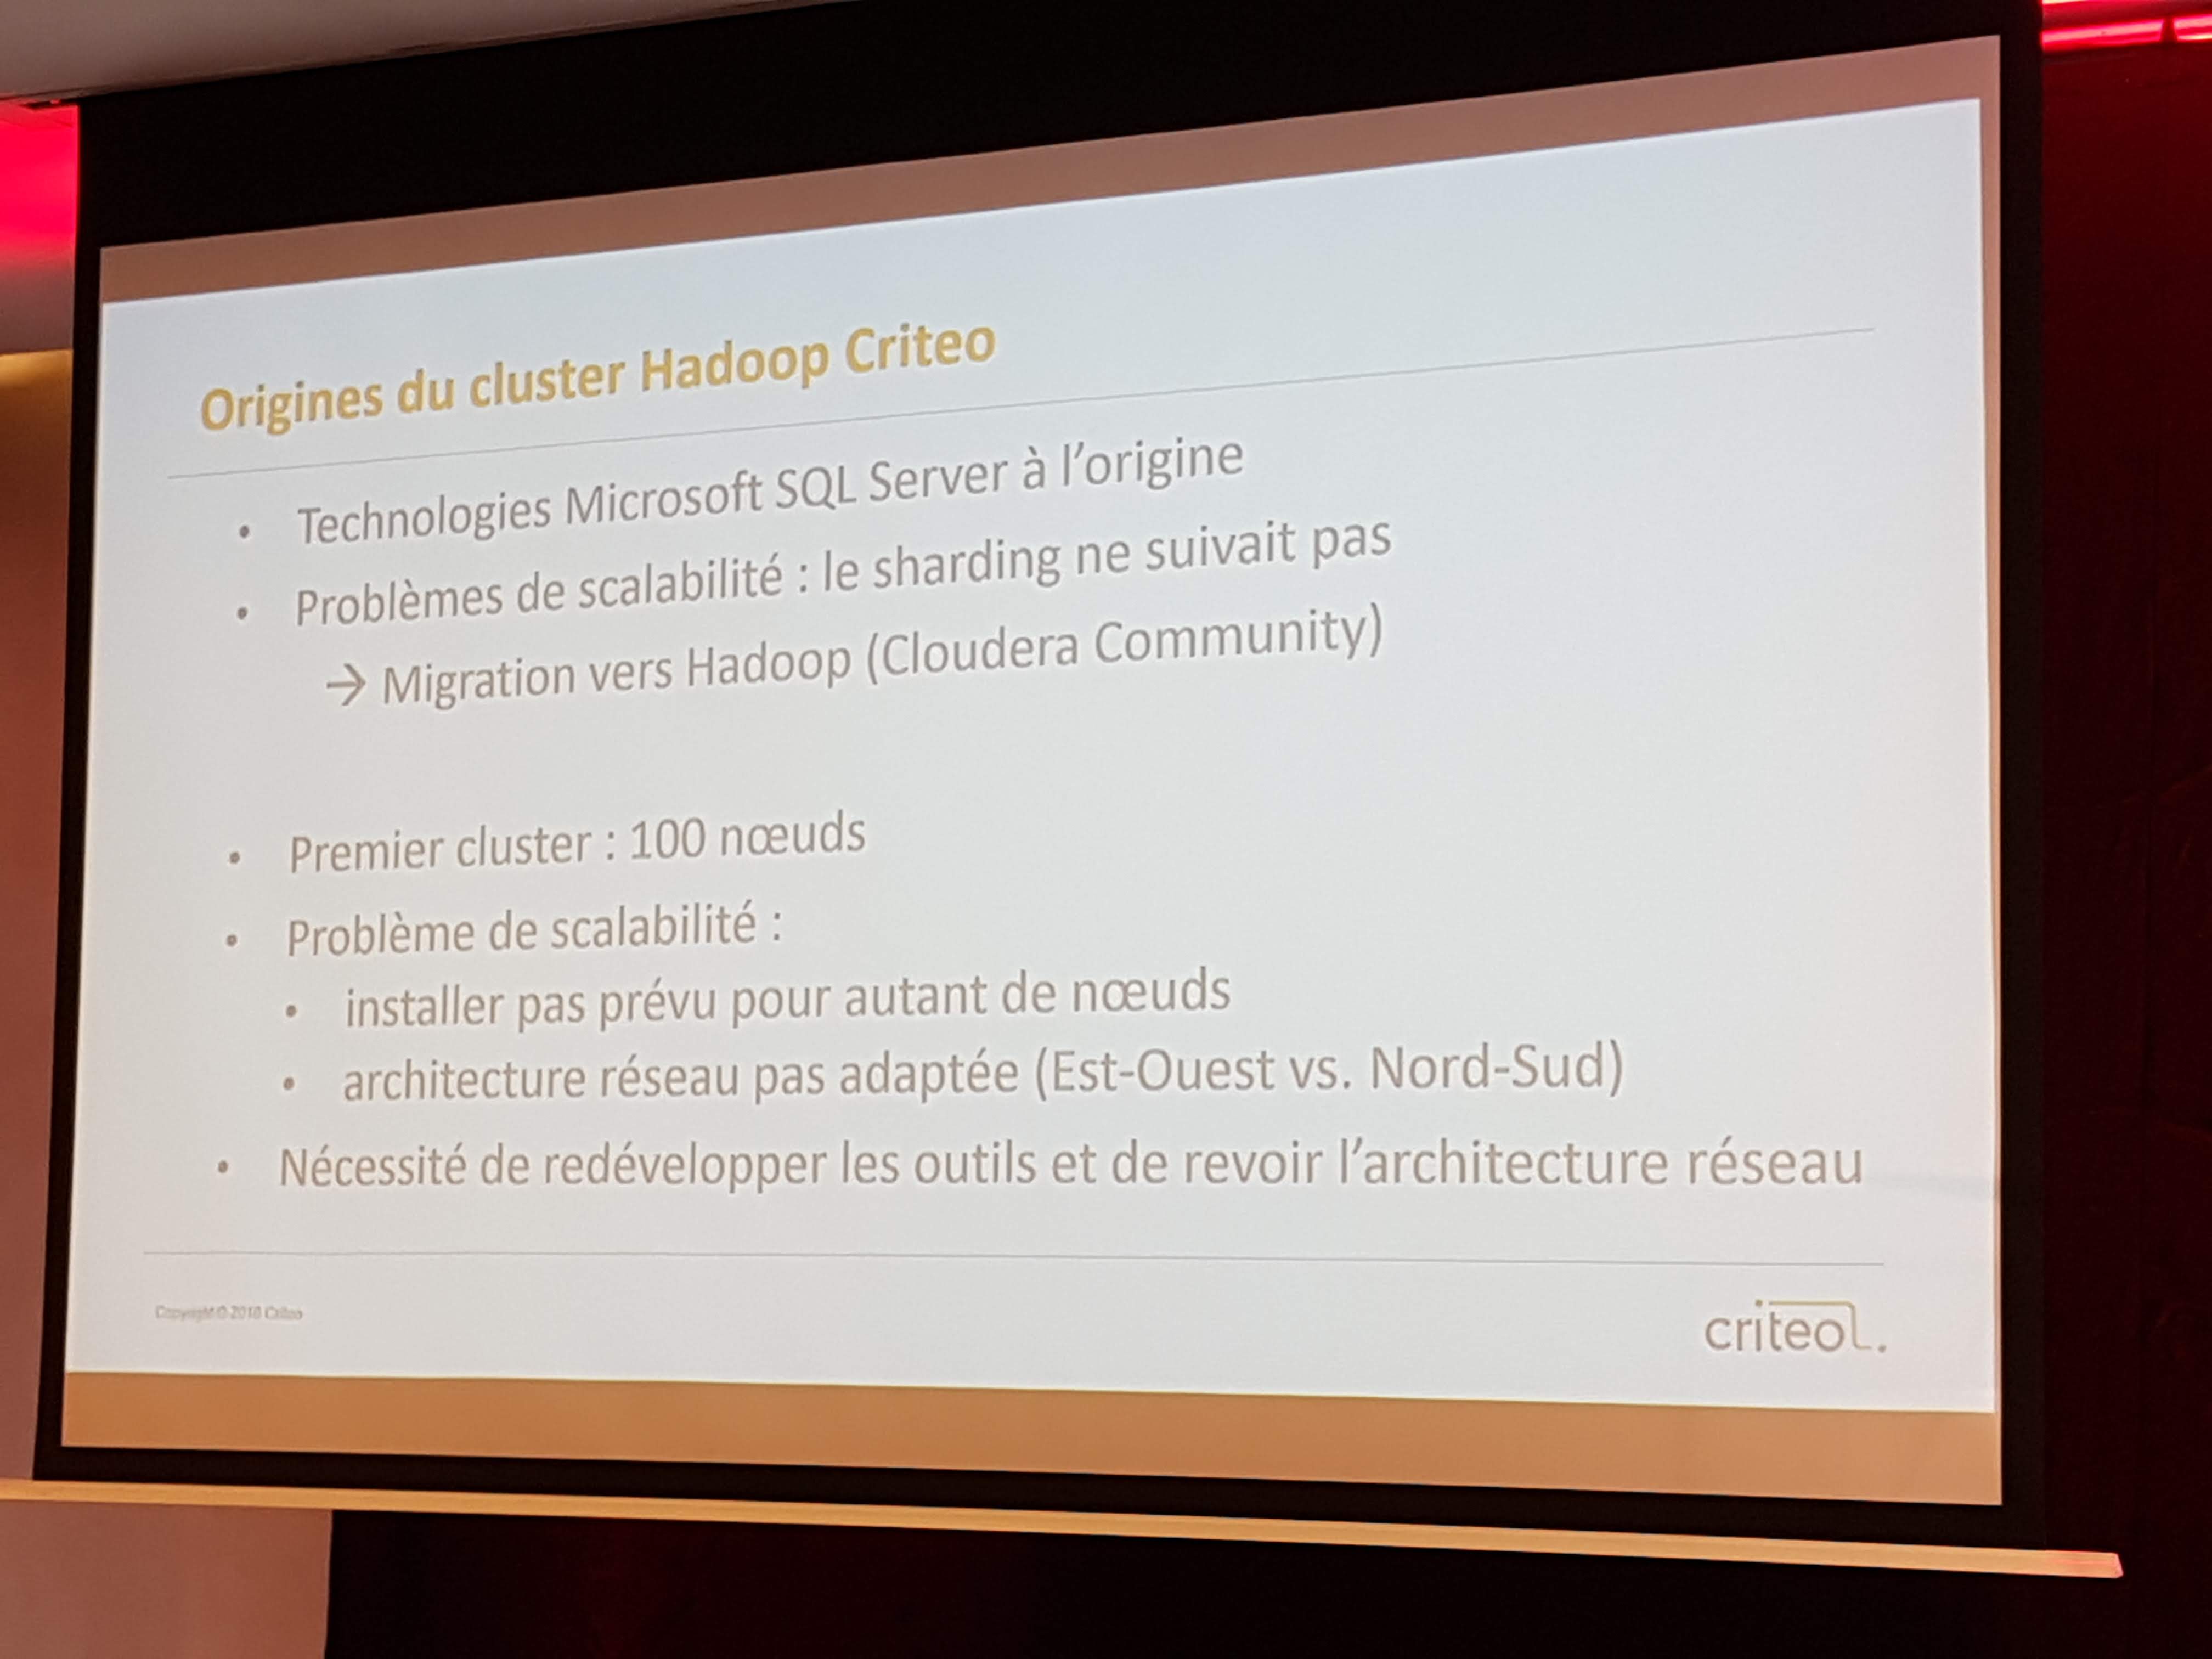 Origines du cluster Hadoop Criteo
• Technologies Microsoft SQL Server à l'origine
• Problèmes de scalabilité : le sharding ne suivait pas
→ Migration vers Hadoop (Cloudera Community)
• Premier cluster : 100 nœuds
• Problème de scalabilité :
• installer pas prévu pour autant de nœuds
• architecture réseau pas adaptée (Est-Ouest vs. Nord-Sud)
• Nécessité de redévelopper les outils et de revoir l'architecture réseau
Copyright © 2018 Criteo
criteo.